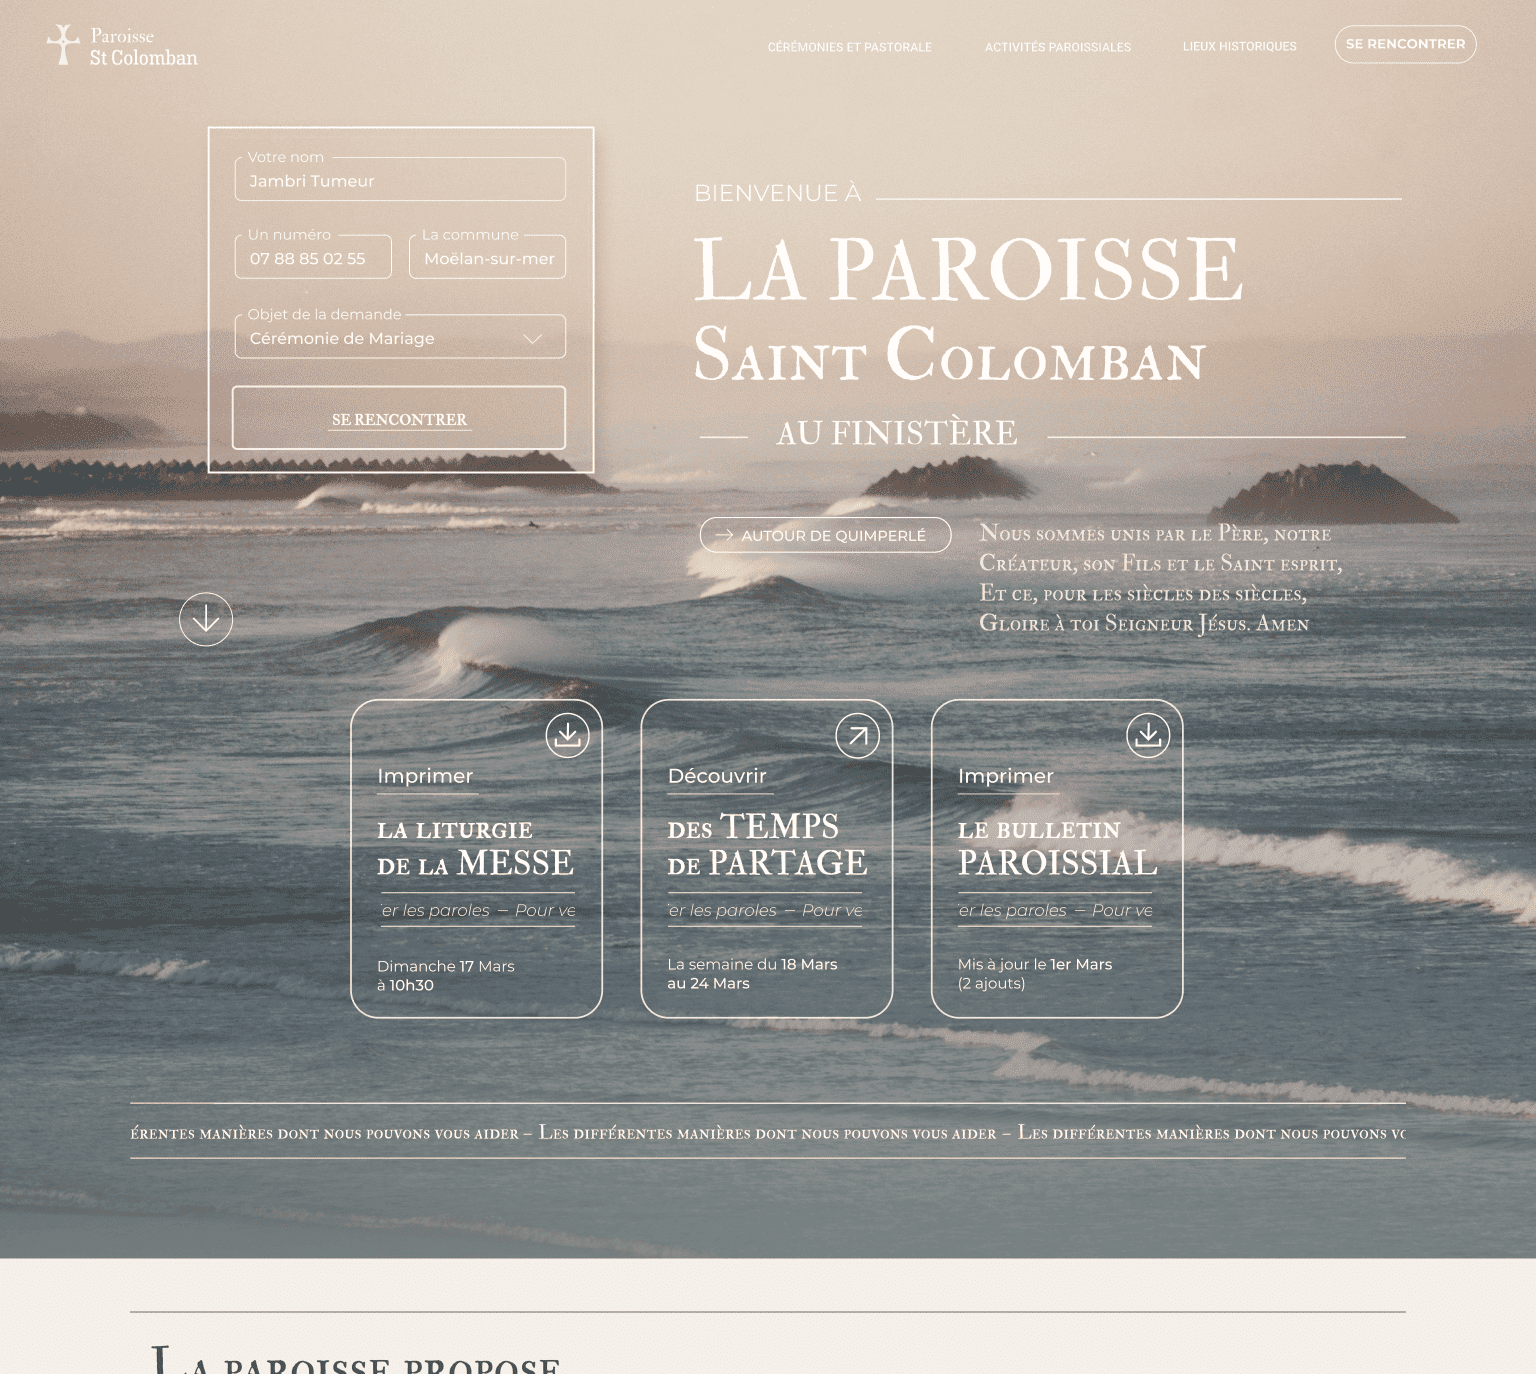 Paroisse
St Colomban
CÉRÉMONIES ET PASTORALE
ACTIVITÉS PAROISSIALES
LIEUX HISTORIQUES
SE RENCONTRER
Votre nom
Jambri Tumeur
Un numéro
07 88 85 02 55
La commune
Moëlan-sur-mer
Objet de la demande
Cérémonie de Mariage
SE RENCONTRER
BIENVENUE À
LA PAROISSE
SAINT COLOMBAN
AU FINISTÈRE
AUTOUR DE QUIMPERLÉ
NOUS SOMMES UNIS PAR LE PÈRE, NOTRE
CRÉATEUR, SON FILS ET LE SAINT ESPRIT,
ET CE, POUR LES SIÈCLES DES SIÈCLES,
GLOIRE À TOI SEIGNEUR JÉSUS. AMEN
Imprimer
LA LITURGIE
DE LA MESSE
er les paroles – Pour ve
Dimanche 17 Mars
à 10h30
Découvrir
DES TEMPS
DE PARTAGE
er les paroles – Pour ve
La semaine du 18 Mars
au 24 Mars
Imprimer
LE BULLETIN
PAROISSIAL
er les paroles – Pour ve
Mis à jour le 1er Mars
(2 ajouts)
ÉRENTES MANIÈRES DONT NOUS POUVONS VOUS AIDER – LES DIFFÉRENTES MANIÈRES DONT NOUS POUVONS VOUS AIDER – LES DIFFÉRENTES MANIÈRES DONT NOUS POUVONS VO
LA PAROISSE PROPOSE